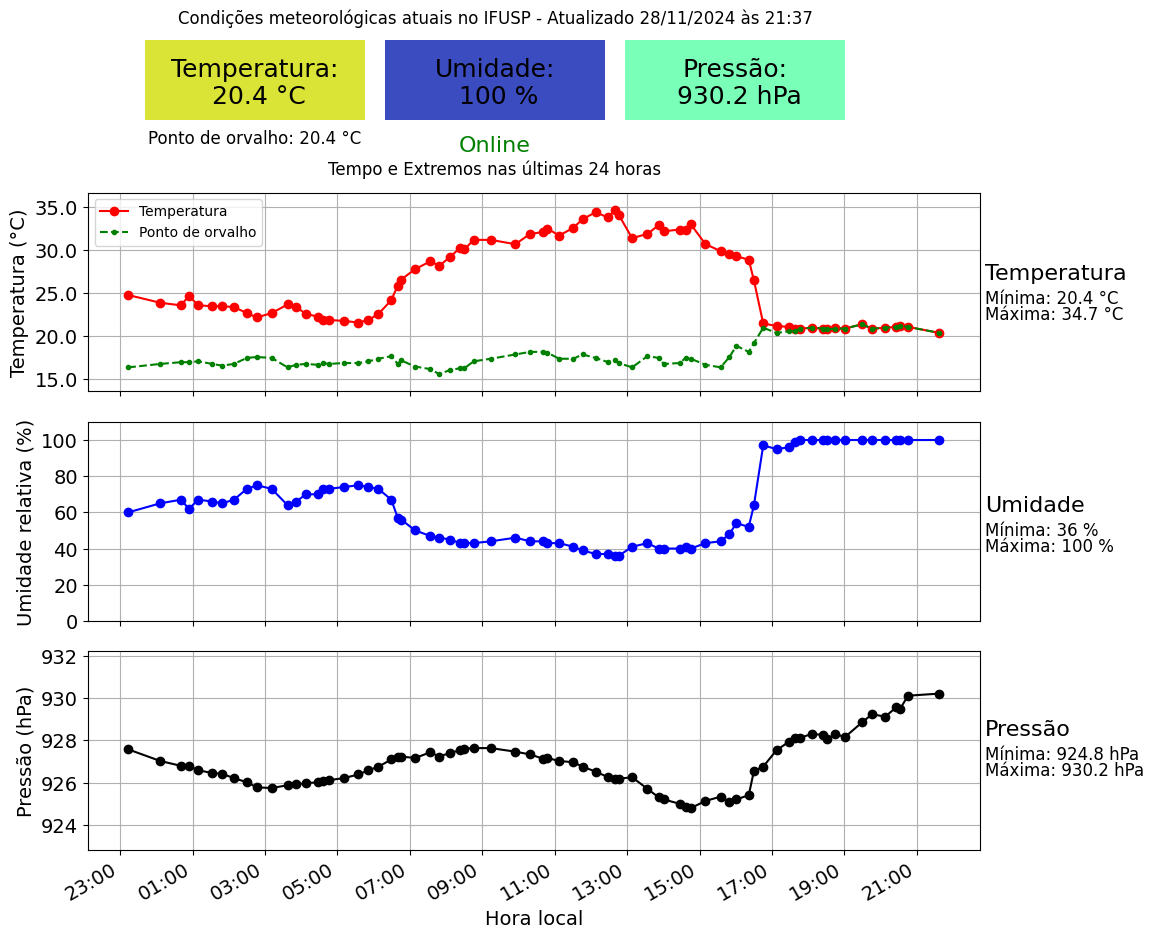 Condições meteorológicas atuais no IFUSP - Atualizado 28/11/2024 às 21:37
Temperatura:
20.4 °C
Umidade:
100 %
Pressão:
930.2 hPa
Ponto de orvalho: 20.4 °C
Online
Tempo e Extremos nas últimas 24 horas
Temperatura (°C)
35.0
30.0
25.0
20.0
15.0
Temperatura
Ponto de orvalho
Temperatura
Mínima: 20.4 °C
Máxima: 34.7 °C
Umidade relativa (%)
100
80
60
40
20
0
Umidade
Mínima: 36 %
Máxima: 100 %
Pressão (hPa)
932
930
928
926
924
Pressão
Mínima: 924.8 hPa
Máxima: 930.2 hPa
23:00
01:00
03:00
05:00
07:00
09:00
11:00
13:00
15:00
17:00
19:00
21:00
Hora local